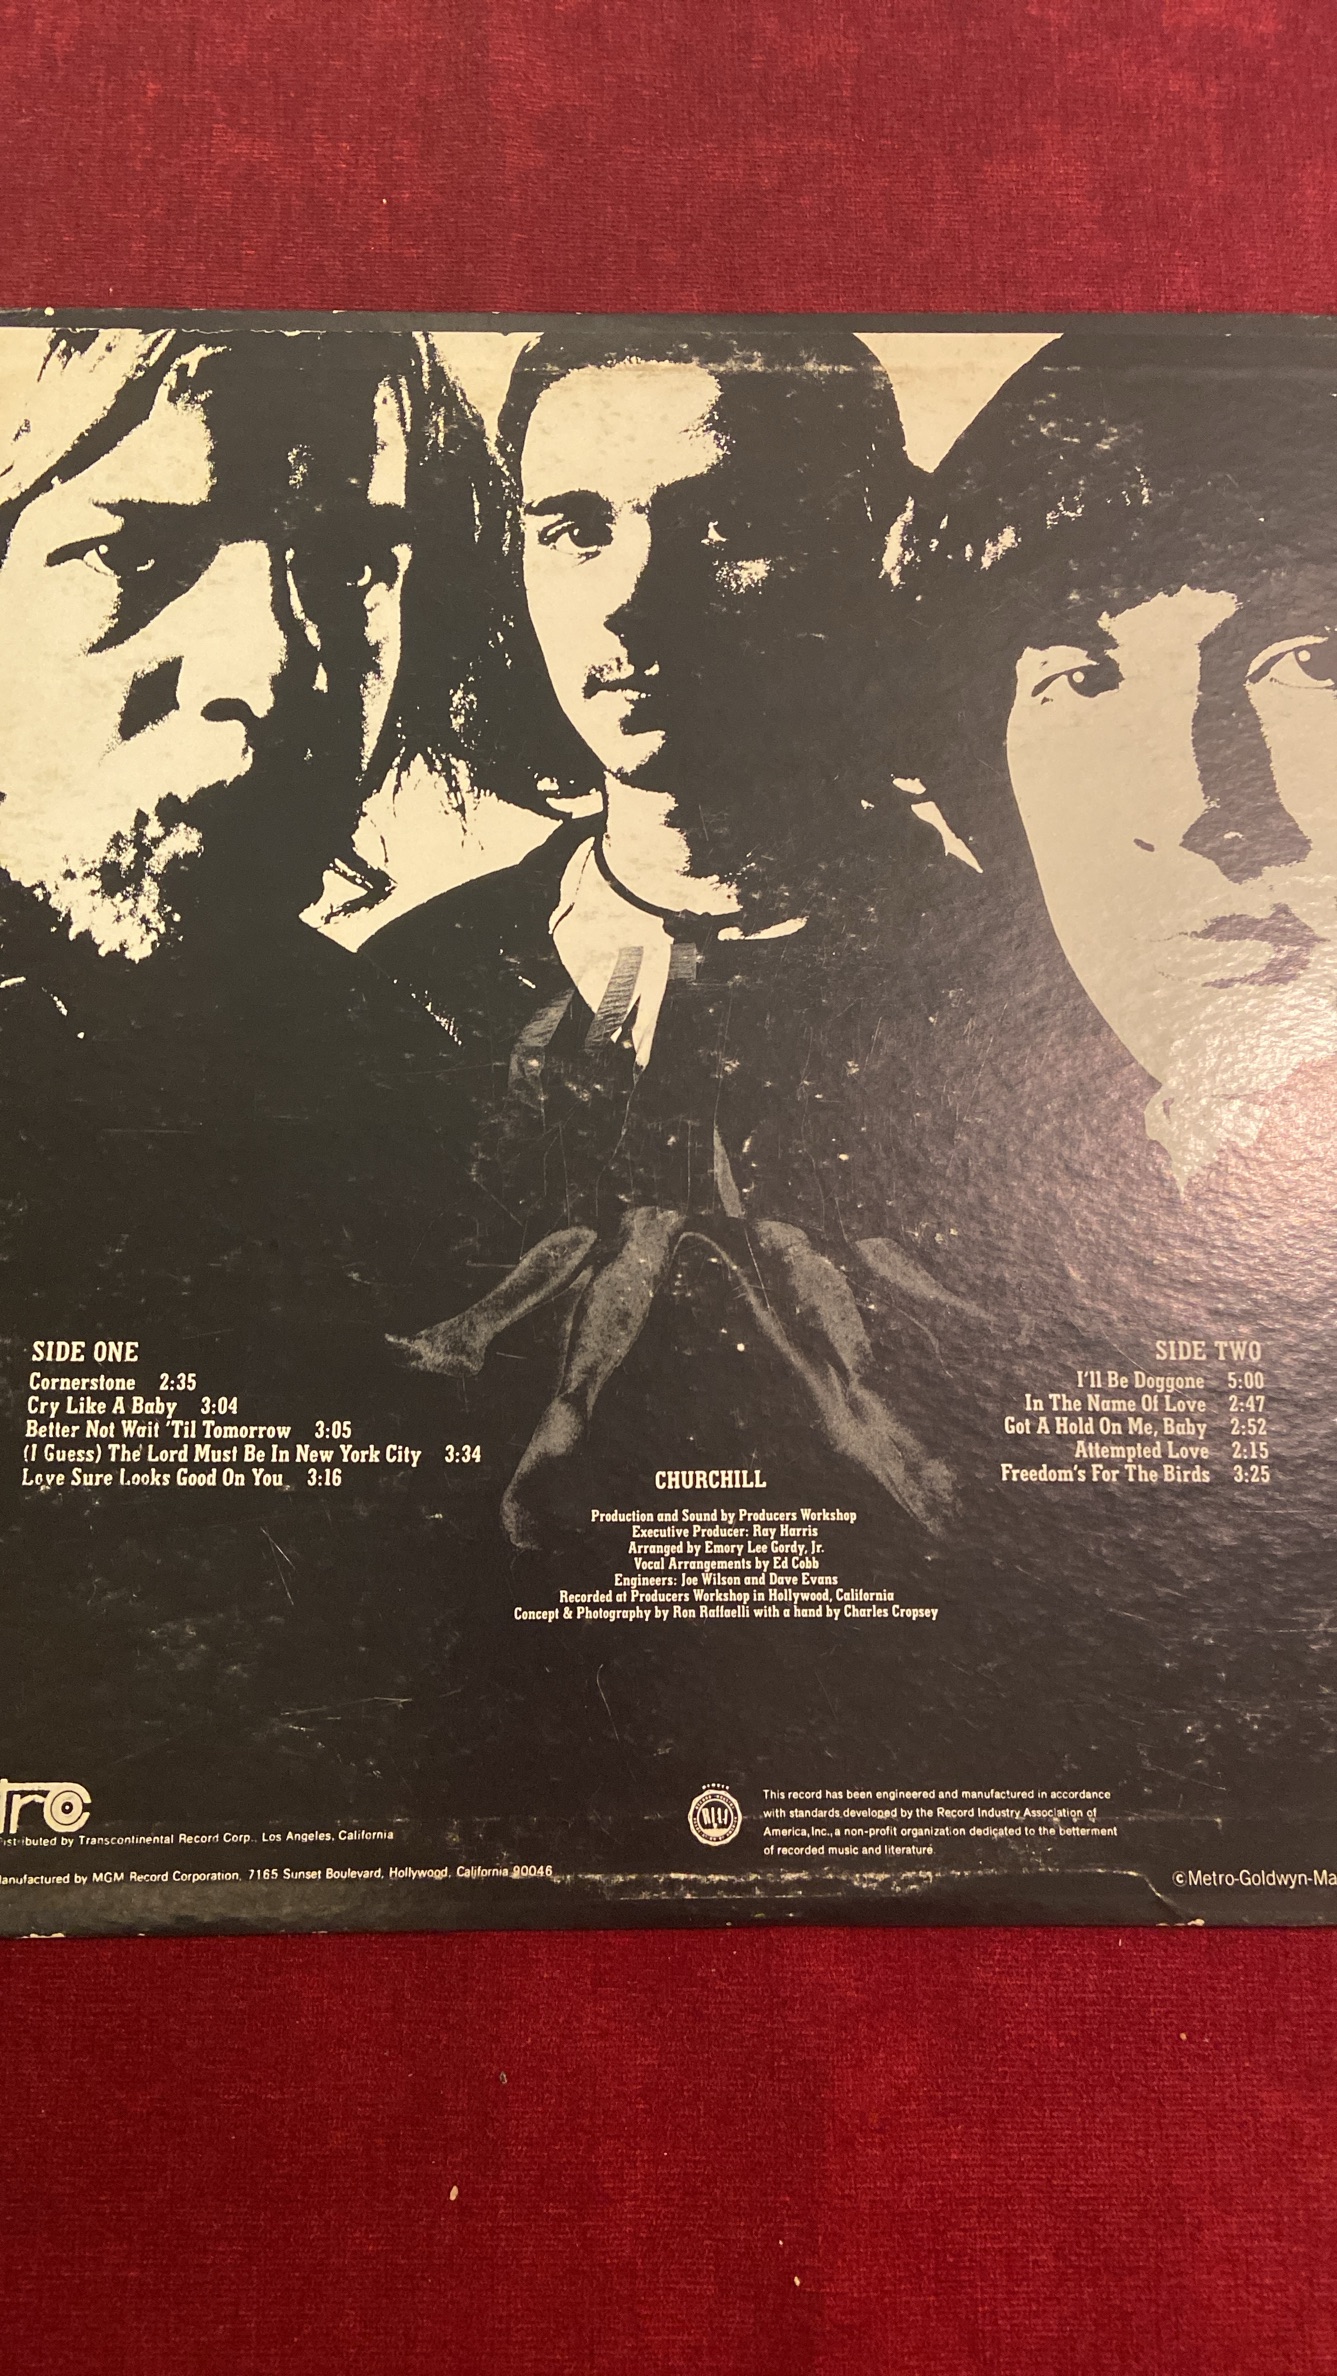 SIDE ONE
Cornerstone 2:35
Cry Like A Baby 3:04
Better Not Wait 'Til Tomorrow 3:05
(I Guess) The Lord Must Be In New York City 3:34
Love Sure Looks Good On You 3:16
SIDE TWO
I'll Be Doggone 5:00
In The Name Of Love 2:47
Got A Hold On Me, Baby 2:52
Attempted Love 2:15
Freedom's For The Birds 3:25
CHURCHILL
Production and Sound by Producers Workshop
Executive Producer: Ray Harris
Arranged by Emory Lee Gordy, Jr.
Vocal Arrangements by Ed Cobb
Engineers: Joe Wilson and Dave Evans
Recorded at Producers Workshop in Hollywood, California
Concept & Photography by Ron Raffaelli with a hand by Charles Cropsey
tro
istributed by Transcontinental Record Corp., Los Angeles, California
anufactured by MGM Record Corporation, 7165 Sunset Boulevard, Hollywood, California 90046
RIAA
This record has been engineered and manufactured in accordance
with standards developed by the Record Industry Association of
America, Inc., a non-profit organization dedicated to the betterment
of recorded music and literature.
©Metro-Goldwyn-Ma